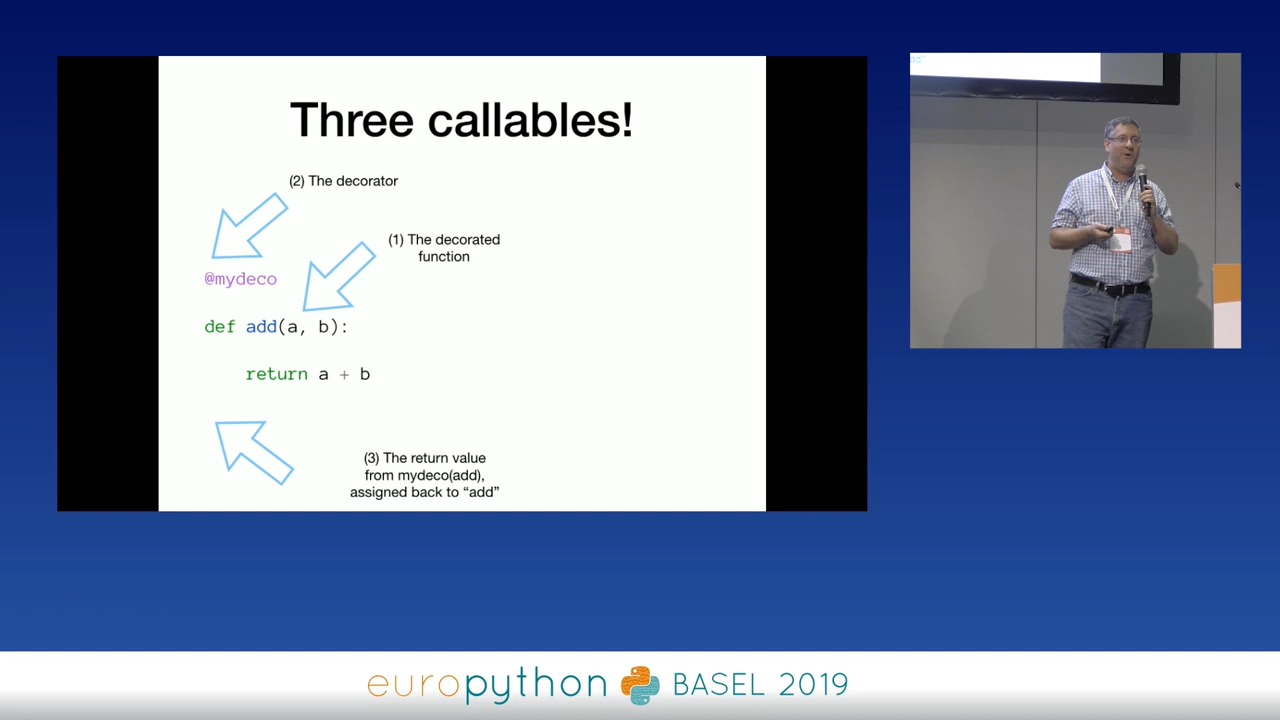 Three callables!
(2) The decorator
(1) The decorated
function
@mydeco
def add(a, b):
return a + b
(3) The return value
from mydeco(add),
assigned back to “add”
europython BASEL 2019